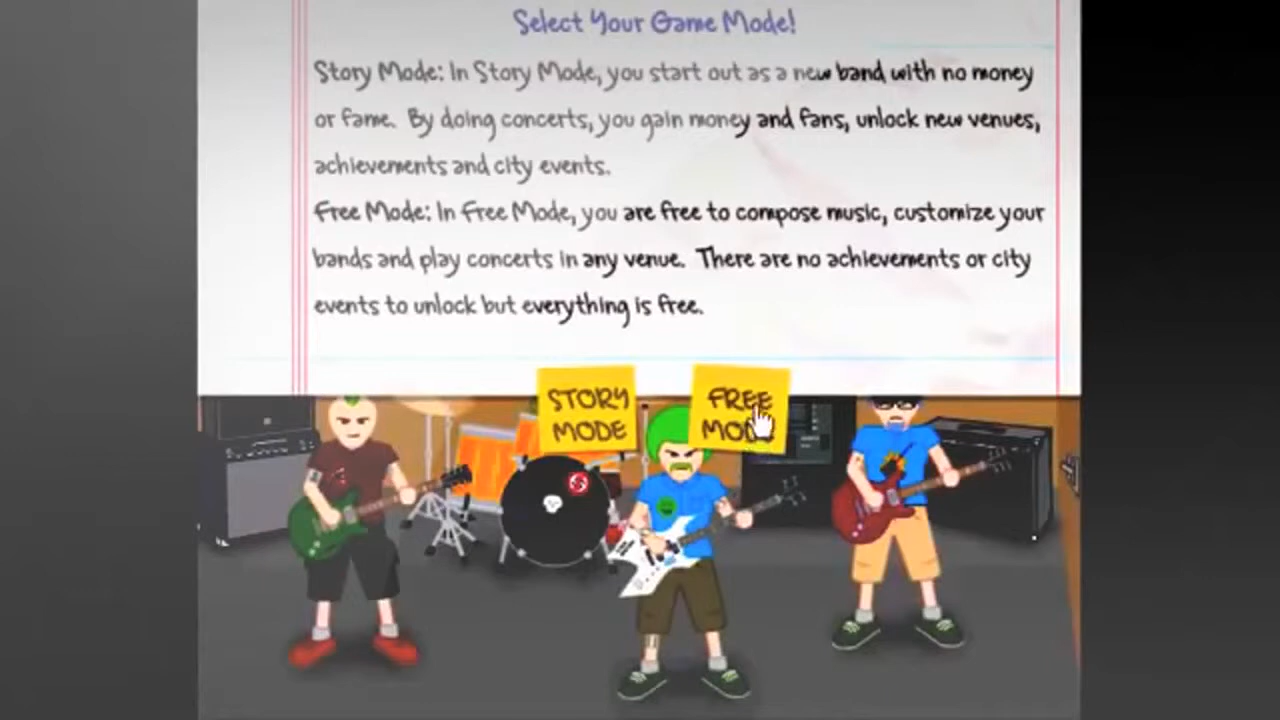 Select Your Game Mode!
Story Mode: In Story Mode, you start out as a new band with no money
or fame. By doing concerts, you gain money and fans, unlock new venues,
achievements and city events.
Free Mode: In Free Mode, you are free to compose music, customize your
bands and play concerts in any venue. There are no achievements or city
events to unlock but everything is free.
STORY
MODE
FREE
MODE